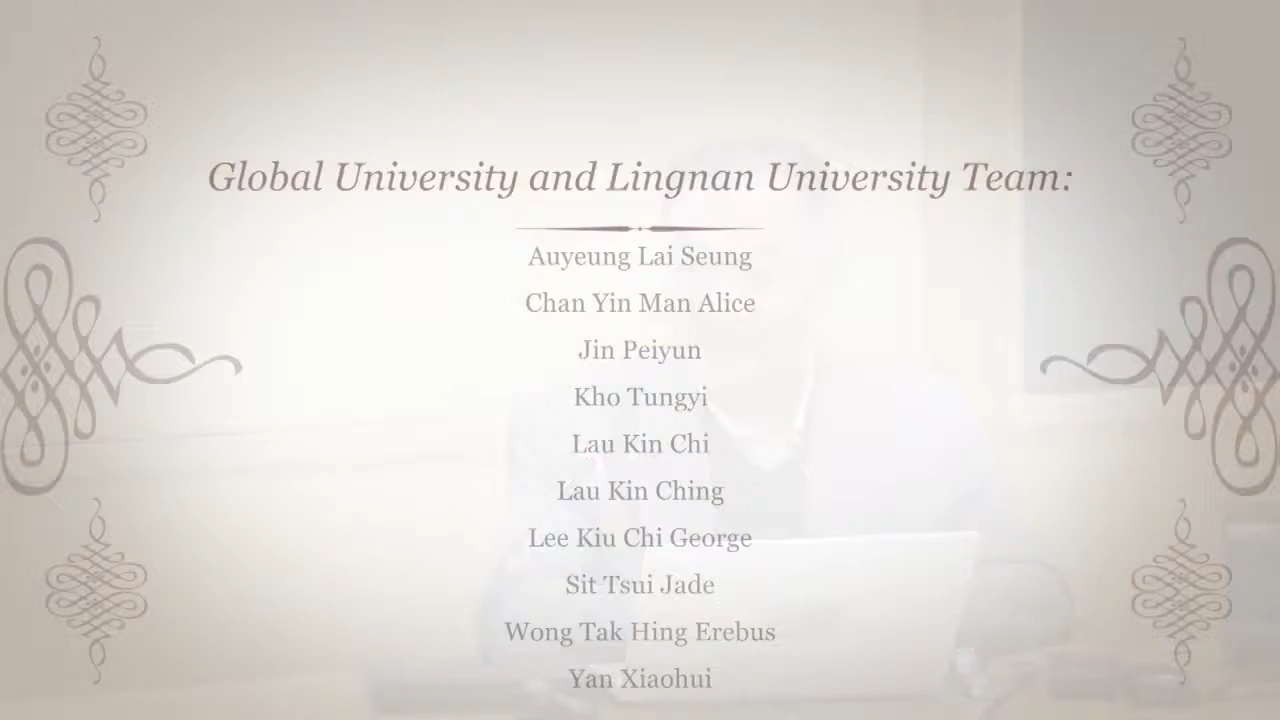 Global University and Lingnan University Team:
Auyeung Lai Seung
Chan Yin Man Alice
Jin Peiyun
Kho Tungyi
Lau Kin Chi
Lau Kin Ching
Lee Kiu Chi George
Sit Tsui Jade
Wong Tak Hing Erebus
Yan Xiaohui